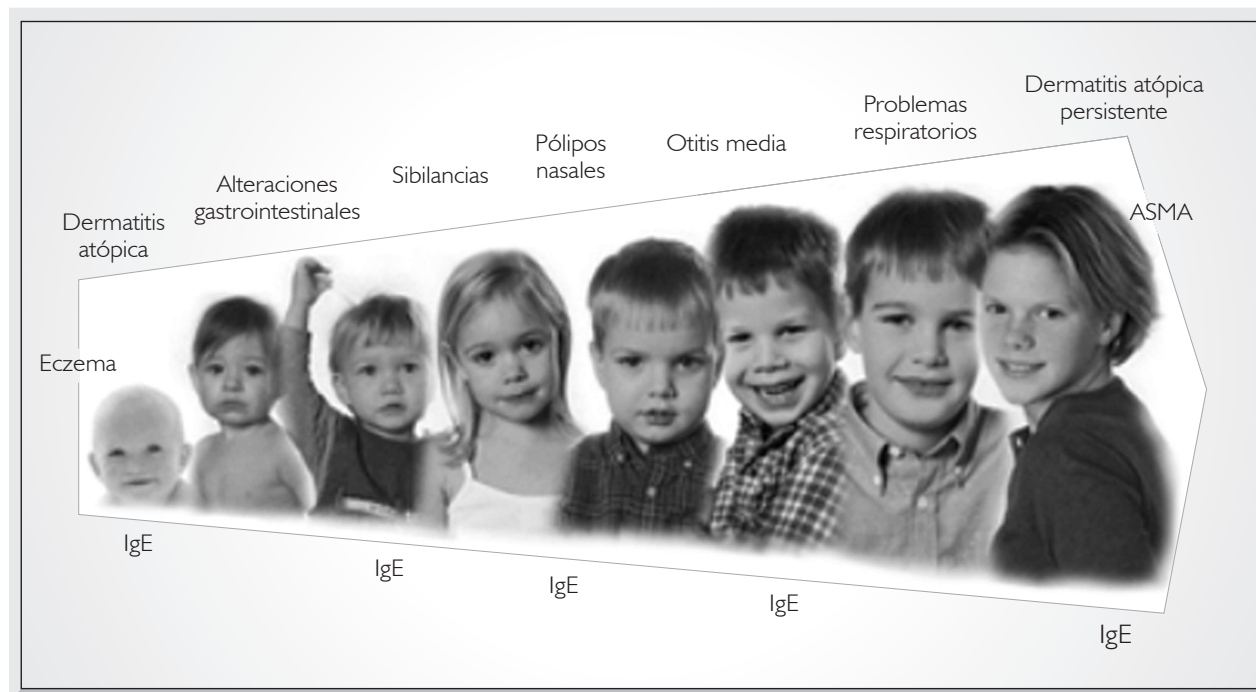 Dermatitis
atópica
Alteraciones
gastrointestinales
Sibilancias
Pólipos
nasales
Otitis media
Problemas
respiratorios
Dermatitis atópica
persistente
ASMA
Eczema
IgE
IgE
IgE
IgE
IgE